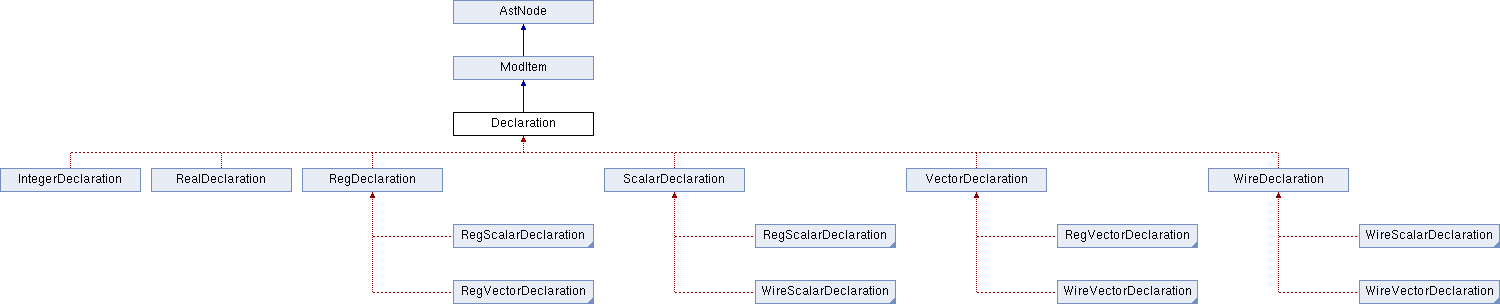 AstNode
ModItem
Declaration
IntegerDeclaration
RealDeclaration
RegDeclaration
ScalarDeclaration
VectorDeclaration
WireDeclaration
RegScalarDeclaration
RegScalarDeclaration
RegVectorDeclaration
WireScalarDeclaration
RegVectorDeclaration
WireScalarDeclaration
WireVectorDeclaration
WireVectorDeclaration